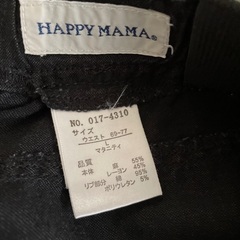 HAPPY MAMA®
NO. 017-4310
サイズ
ウエスト 69-77
L
マタニティ
品質 綿 55%
本体 レーヨン 45%
リブ部分 綿 95%
ポリウレタン 5%